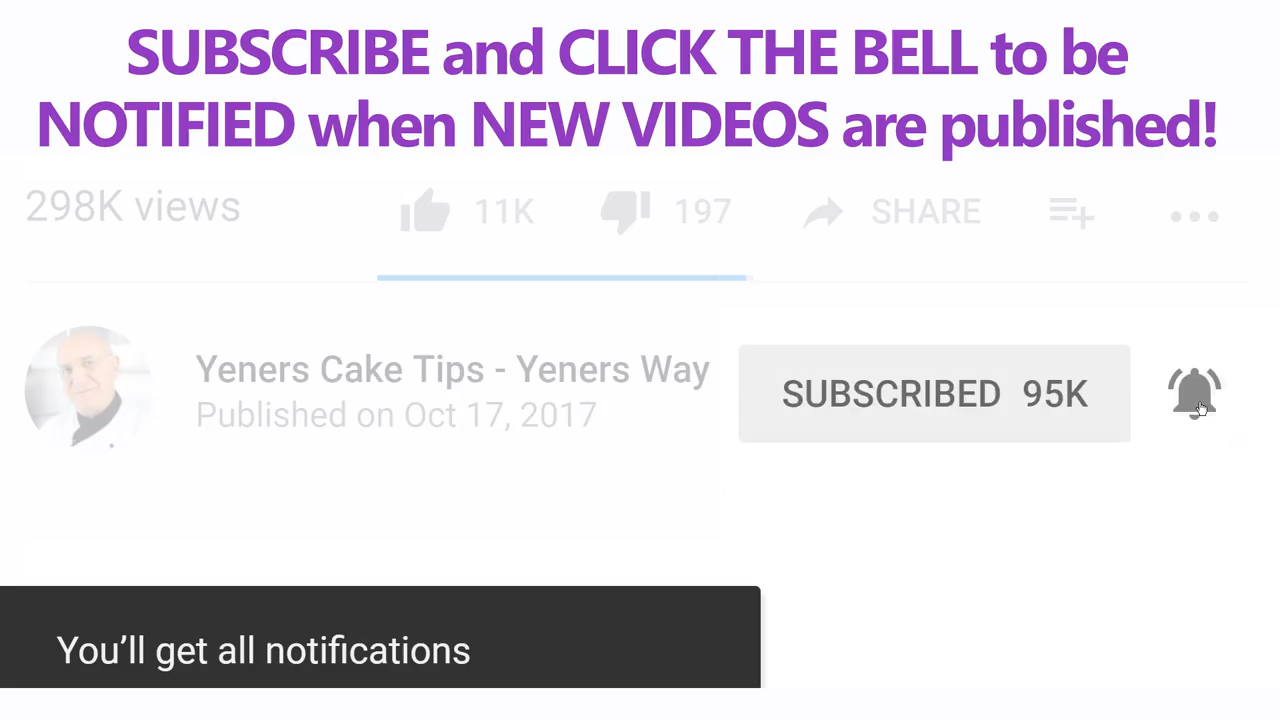 SUBSCRIBE and CLICK THE BELL to be
NOTIFIED when NEW VIDEOS are published!
298K views 11K 197 SHARE
Yeners Cake Tips - Yeners Way
Published on Oct 17, 2017
SUBSCRIBED 95K
You’ll get all notifications